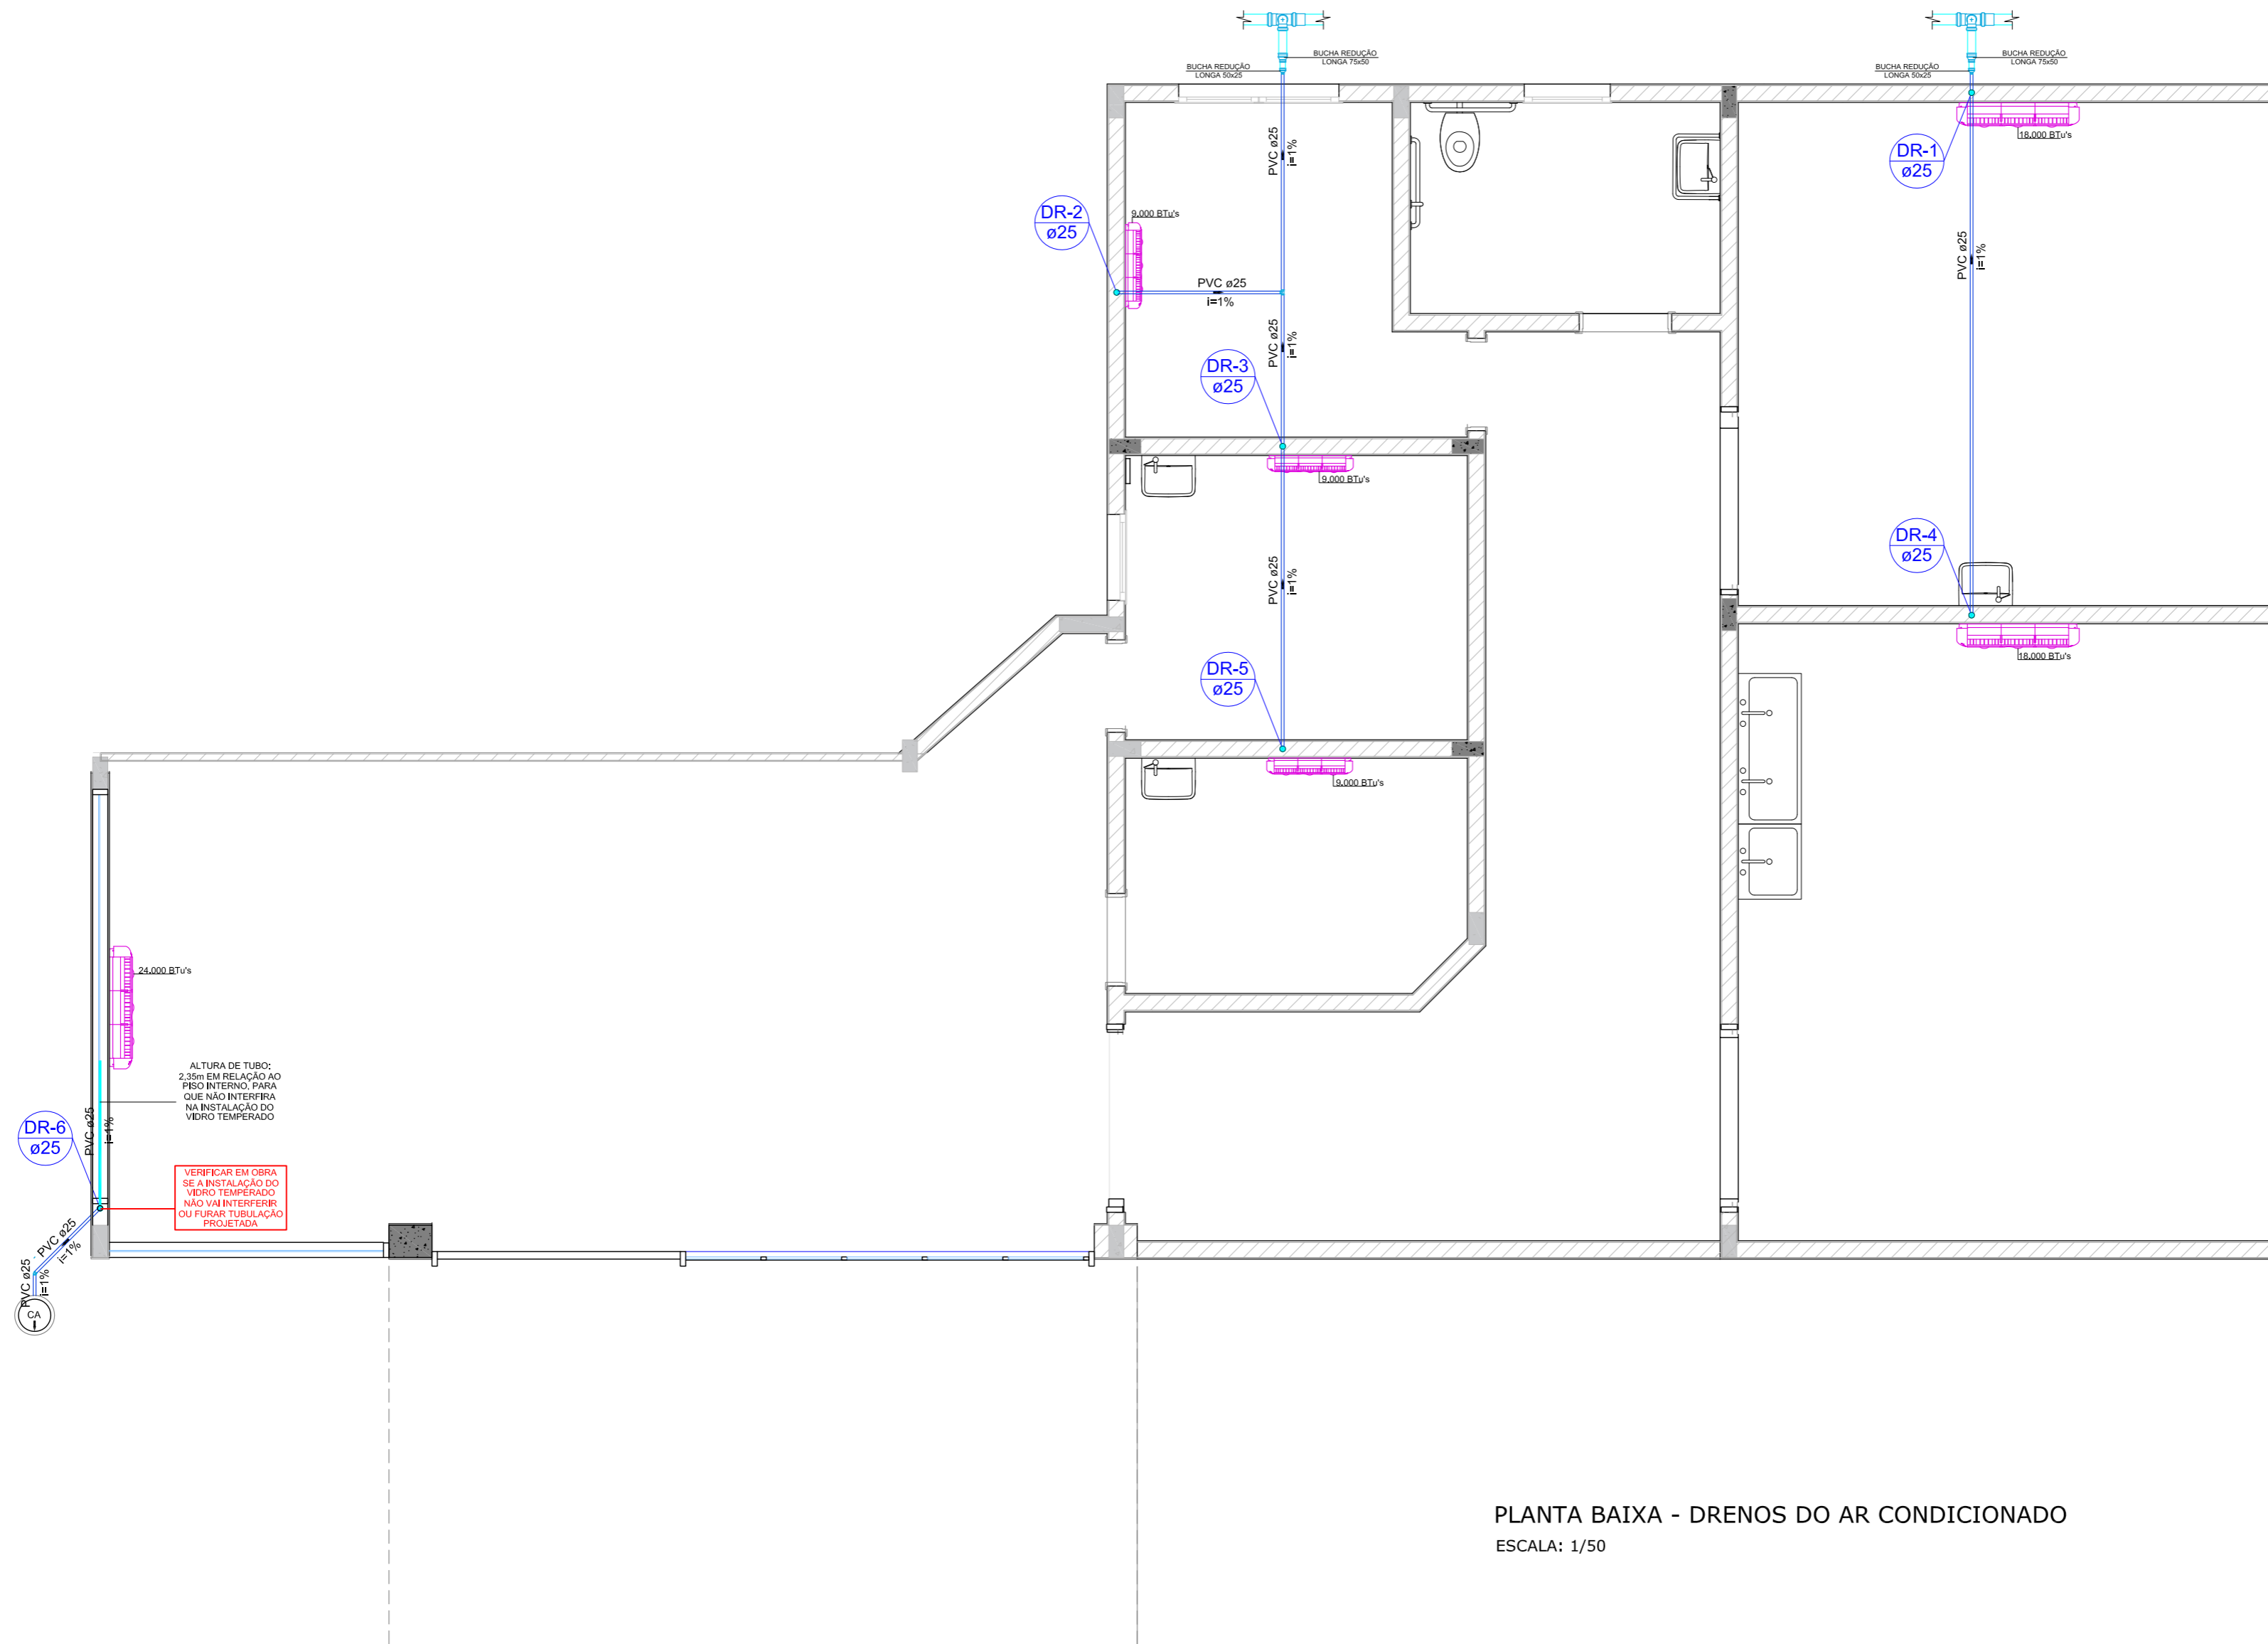 BUCHA REDUÇÃO
LONGA 75x50
BUCHA REDUÇÃO
LONGA 50x25
BUCHA REDUÇÃO
LONGA 75x50
BUCHA REDUÇÃO
LONGA 50x25
PVC ø25
i=1%
18.000 BTu's
DR-1
ø25
DR-2
ø25
9.000 BTu's
PVC ø25
i=1%
PVC ø25
i=1%
PVC ø25
i=1%
DR-3
ø25
9.000 BTu's
PVC ø25
i=1%
DR-4
ø25
18.000 BTu's
DR-5
ø25
9.000 BTu's
24.000 BTu's
ALTURA DE TUBO:
2,35m EM RELAÇÃO AO
PISO INTERNO, PARA
QUE NÃO INTERFIRA
NA INSTALAÇÃO DO
VIDRO TEMPERADO
PVC ø25
i=1%
DR-6
ø25
VERIFICAR EM OBRA
SE A INSTALAÇÃO DO
VIDRO TEMPERADO
NÃO VAI INTERFERIR
OU FURAR TUBULAÇÃO
PROJETADA
PVC ø25
i=1%
PVC ø25
i=1%
CA
PLANTA BAIXA - DRENOS DO AR CONDICIONADO
ESCALA: 1/50